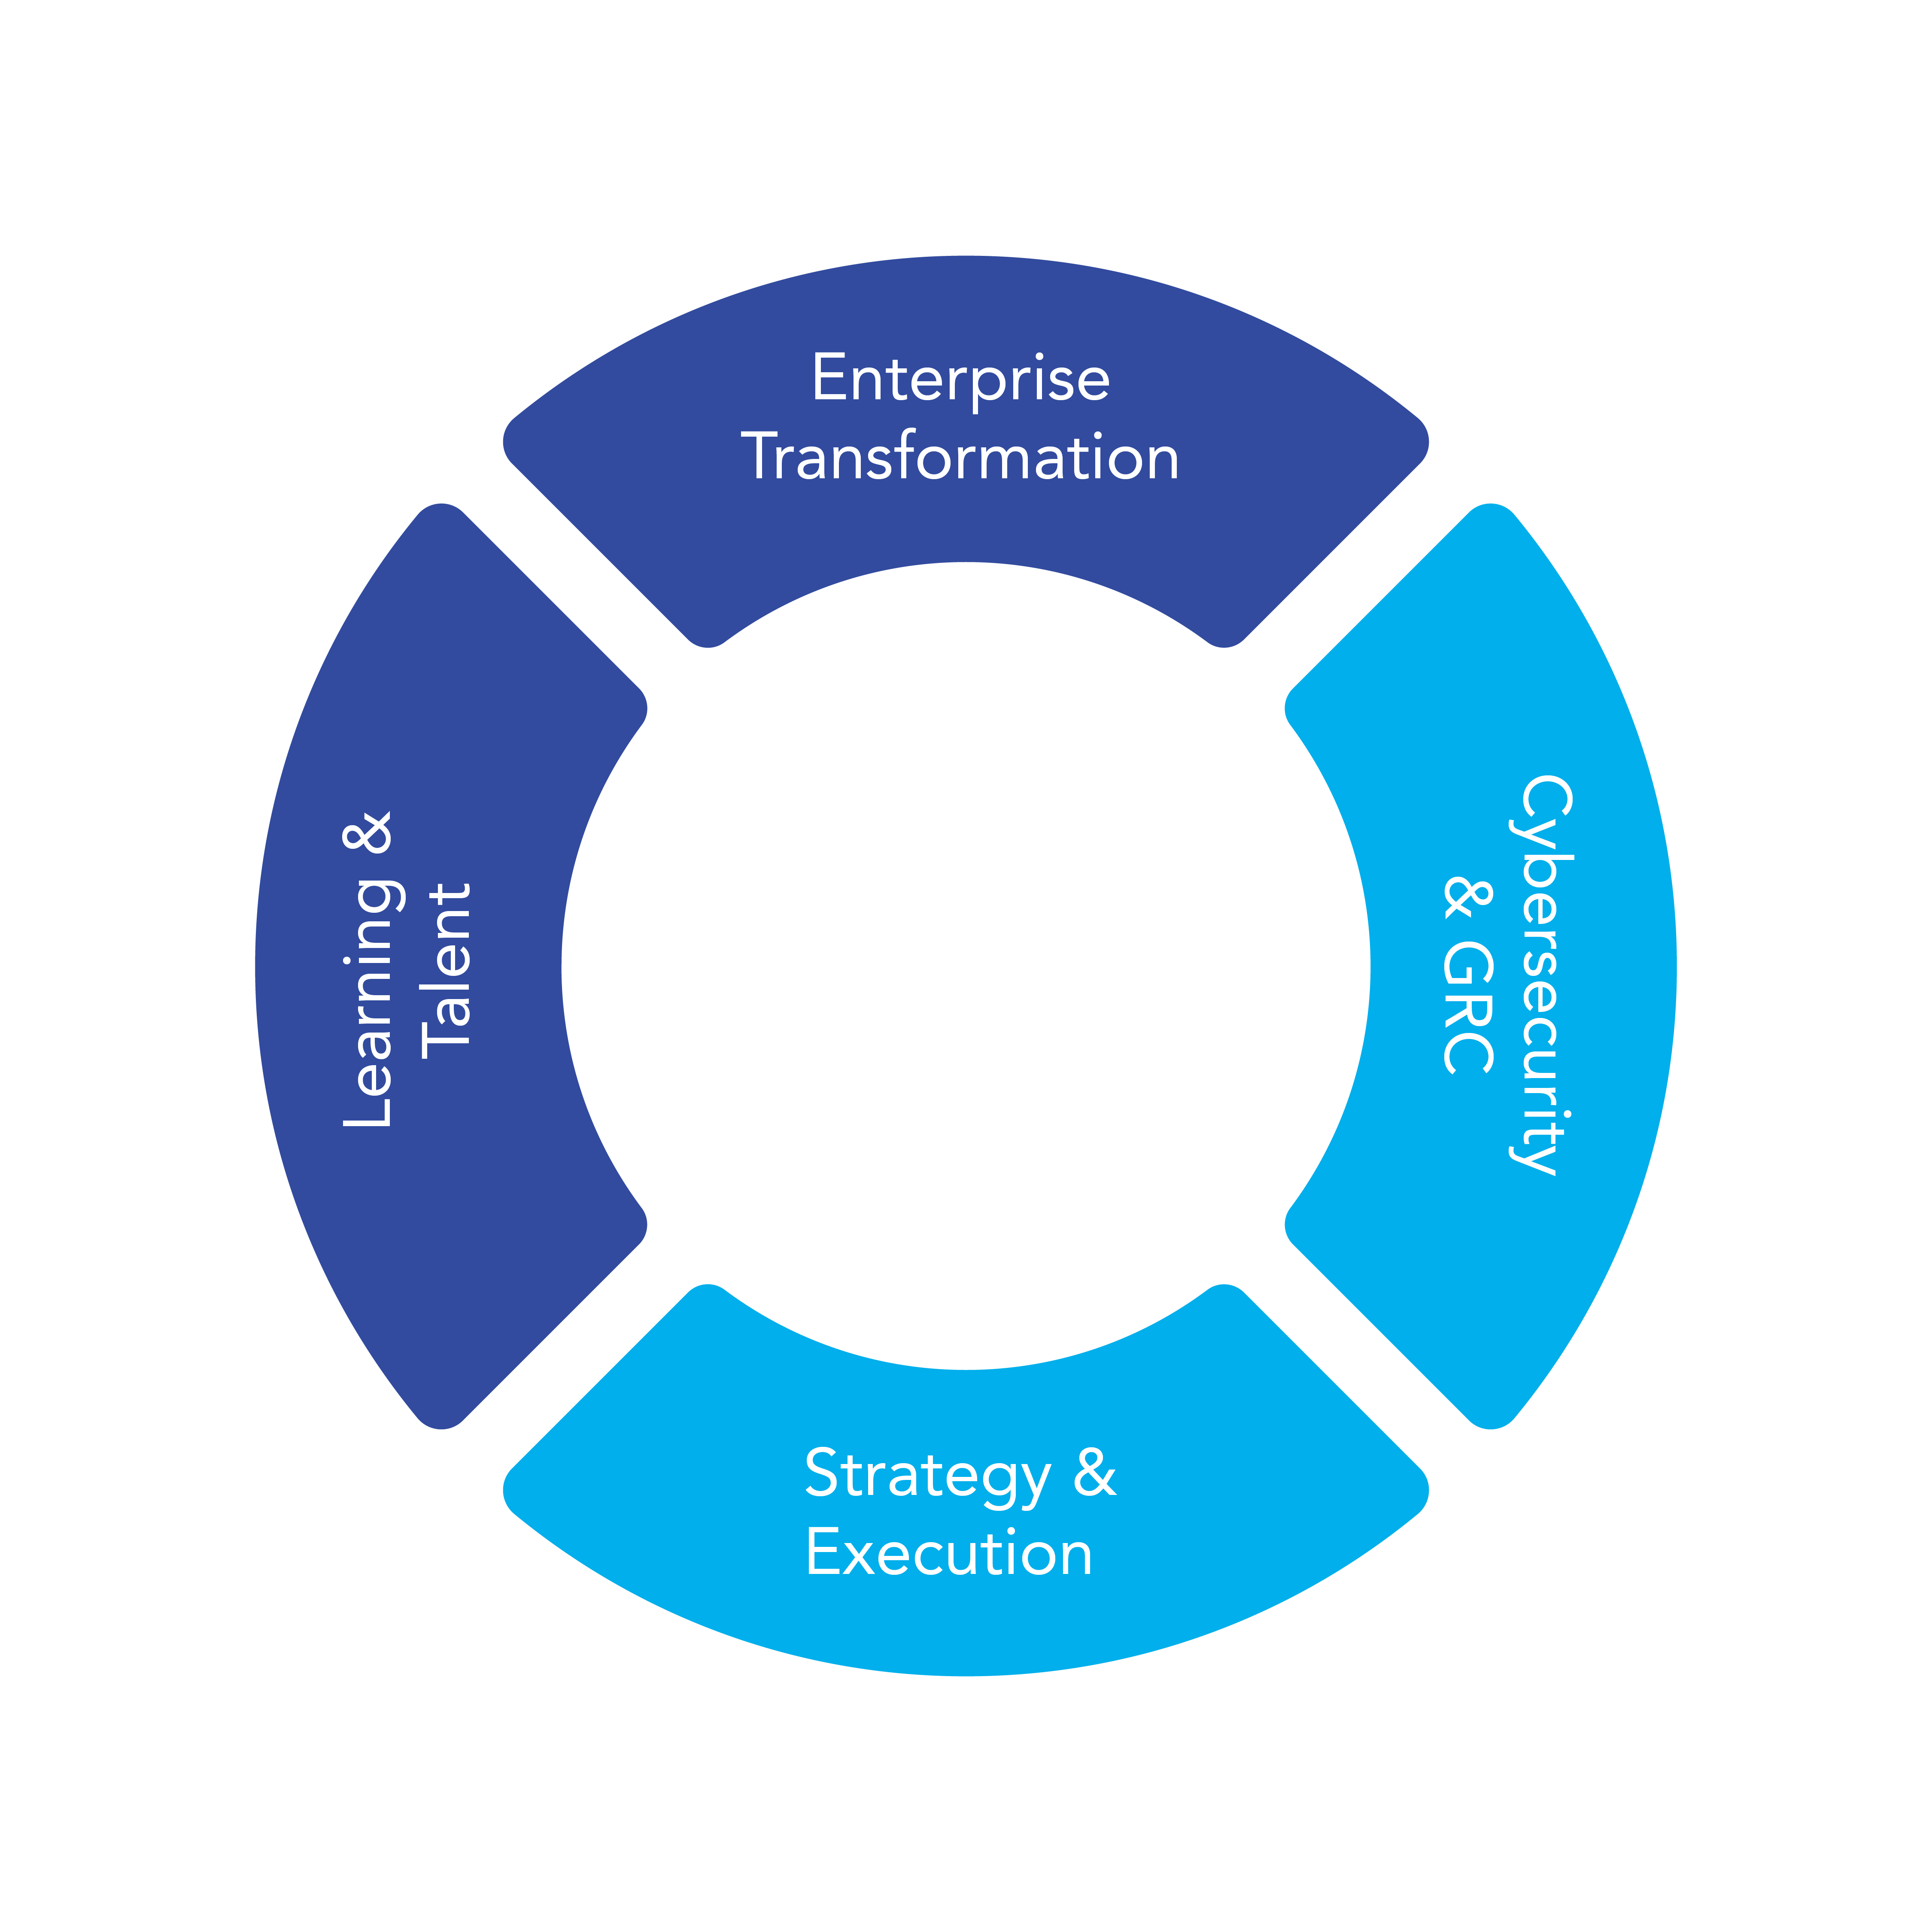 Enterprise
Transformation
Cybersecurity
& GRC
Strategy &
Execution
Learning &
Talent